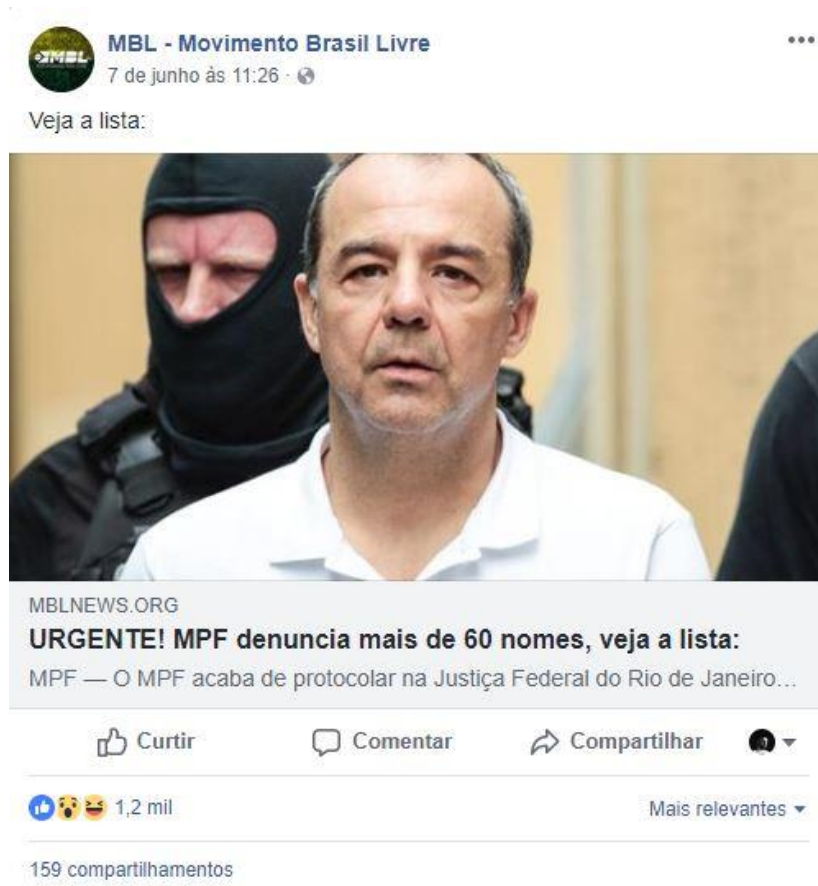 MBL
MBL - Movimento Brasil Livre
7 de junho às 11:26 ·
Veja a lista:
MBLNEWS.ORG
URGENTE! MPF denuncia mais de 60 nomes, veja a lista:
MPF — O MPF acaba de protocolar na Justiça Federal do Rio de Janeiro...
Curtir Comentar Compartilhar
1,2 mil Mais relevantes
159 compartilhamentos